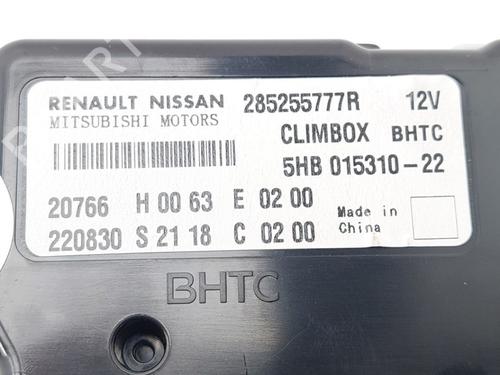 RENAULT NISSAN 285255777R 12V
MITSUBISHI MOTORS
CLIMBOX BHTC
5HB 015310-22
20766 H 00 63 E 02 00
220830 S 21 18 C 02 00
Made in
China
BHTC